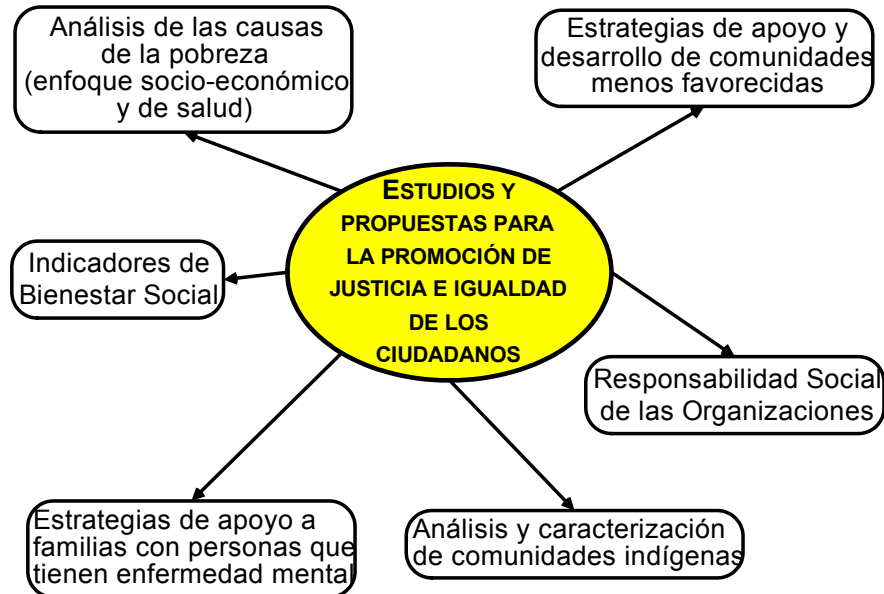 Análisis de las causas
de la pobreza
(enfoque socio-económico
y de salud)
Estrategias de apoyo y
desarrollo de comunidades
menos favorecidas
ESTUDIOS Y
PROPUESTAS PARA
LA PROMOCIÓN DE
JUSTICIA E IGUALDAD
DE LOS
CIUDADANOS
Indicadores de
Bienestar Social
Responsabilidad Social
de las Organizaciones
Estrategias de apoyo a
familias con personas que
tienen enfermedad mental
Análisis y caracterización
de comunidades indígenas